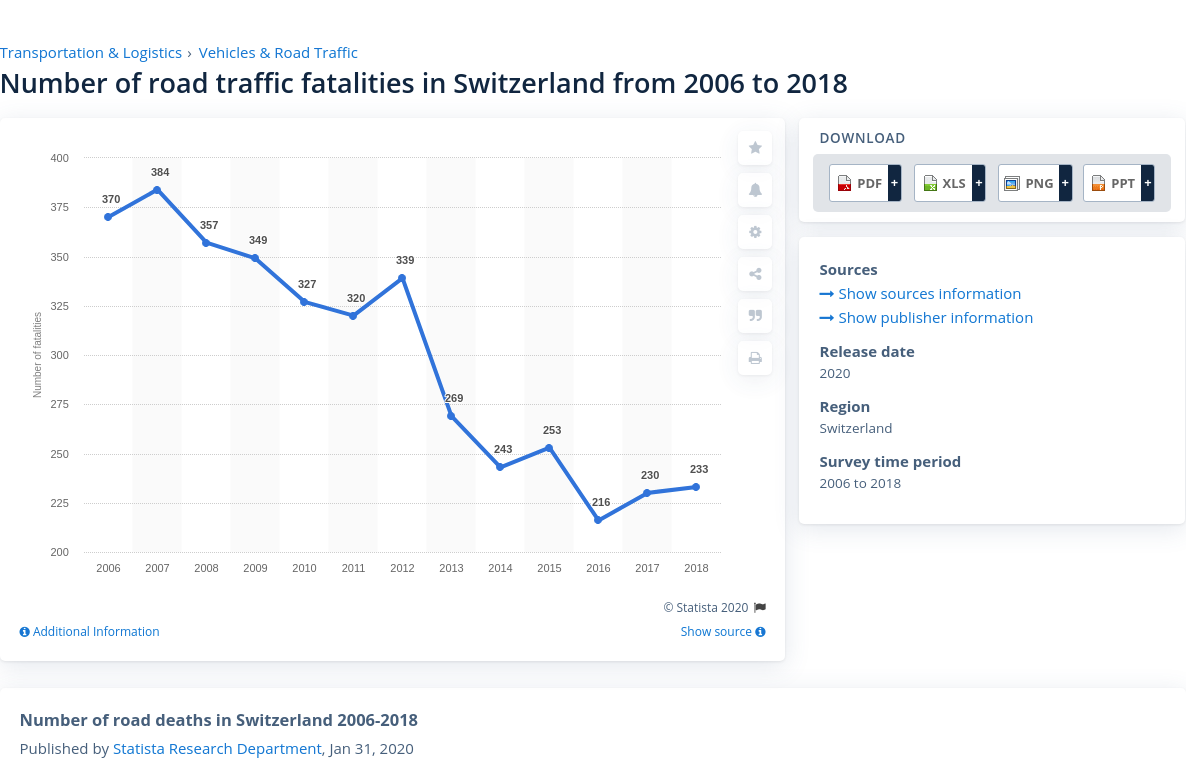 Transportation & Logistics › Vehicles & Road Traffic
Number of road traffic fatalities in Switzerland from 2006 to 2018
400
375
350
325
300
275
250
225
200
Number of fatalities
370
384
357
349
327
320
339
269
243
253
216
230
233
2006 2007 2008 2009 2010 2011 2012 2013 2014 2015 2016 2017 2018
© Statista 2020
Additional Information
Show source
DOWNLOAD
PDF + XLS + PNG + PPT +
Sources
Show sources information
Show publisher information
Release date
2020
Region
Switzerland
Survey time period
2006 to 2018
Number of road deaths in Switzerland 2006-2018
Published by Statista Research Department, Jan 31, 2020